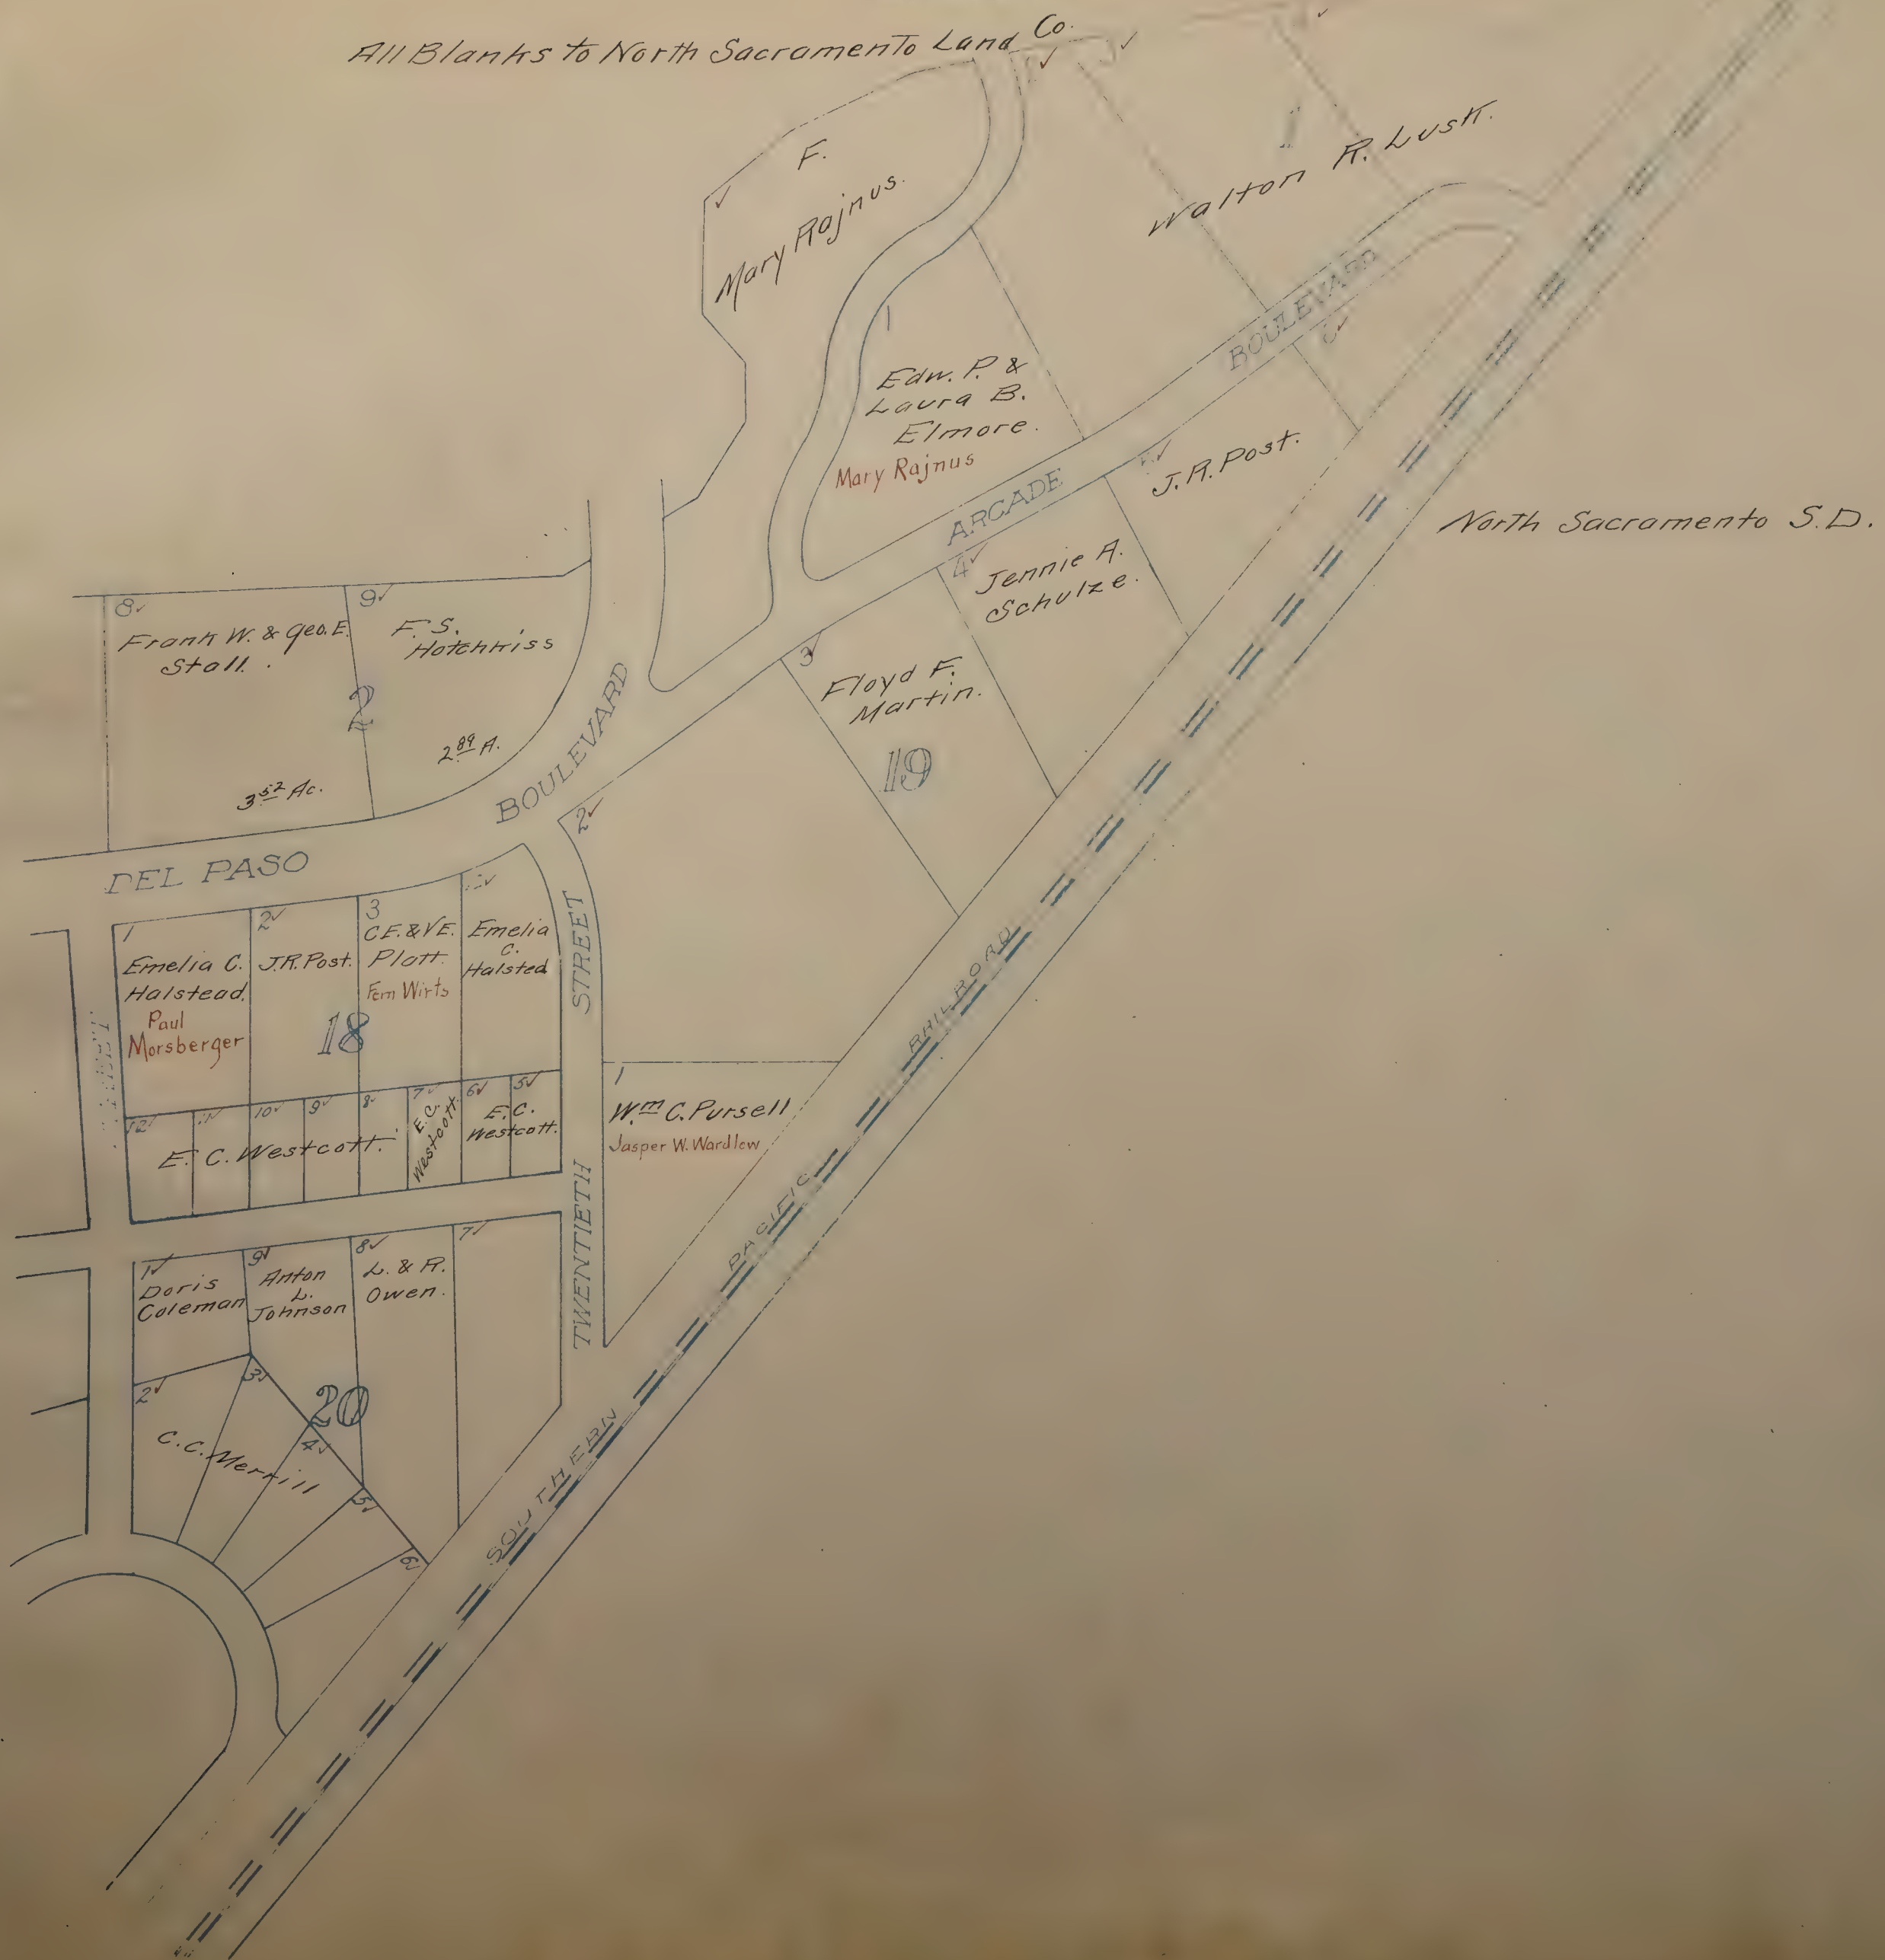 All Blanks to North Sacramento Land Co.
1
Walton R. Lusk.
F.
Mary Rajnus.
1
Edw. P. &
Laura B.
Elmore.
Mary Rajnus
ARCADE BOULEVARD
J.R. Post.
North Sacramento S.D.
4
Jennie A.
Schulze.
3
Floyd F.
Martin.
19
8
Frank W. & Geo. E.
Stall.
3 52 Ac.
2
9
F. S.
Hotchkiss
2 89 A.
DEL PASO BOULEVARD
2
1
Emelia C.
Halstead.
Paul
Morsberger
2
J.R. Post.
3
C.E. & V.E.
Platt.
Fern Wirts
Emelia
C.
Halsted
18
TWENTIETH STREET
12
11
10
9
8
E. C. Westcott.
7
E.C.
Westcott.
6
5
E.C.
Westcott.
1
Wm C. Pursell
Jasper W. Wardlow
1
Doris
Coleman
9
Anton
L.
Johnson
8
L. & R.
Owen.
7
20
2
3
4
5
6
C.C. Merrill
SOUTHERN PACIFIC RAILROAD